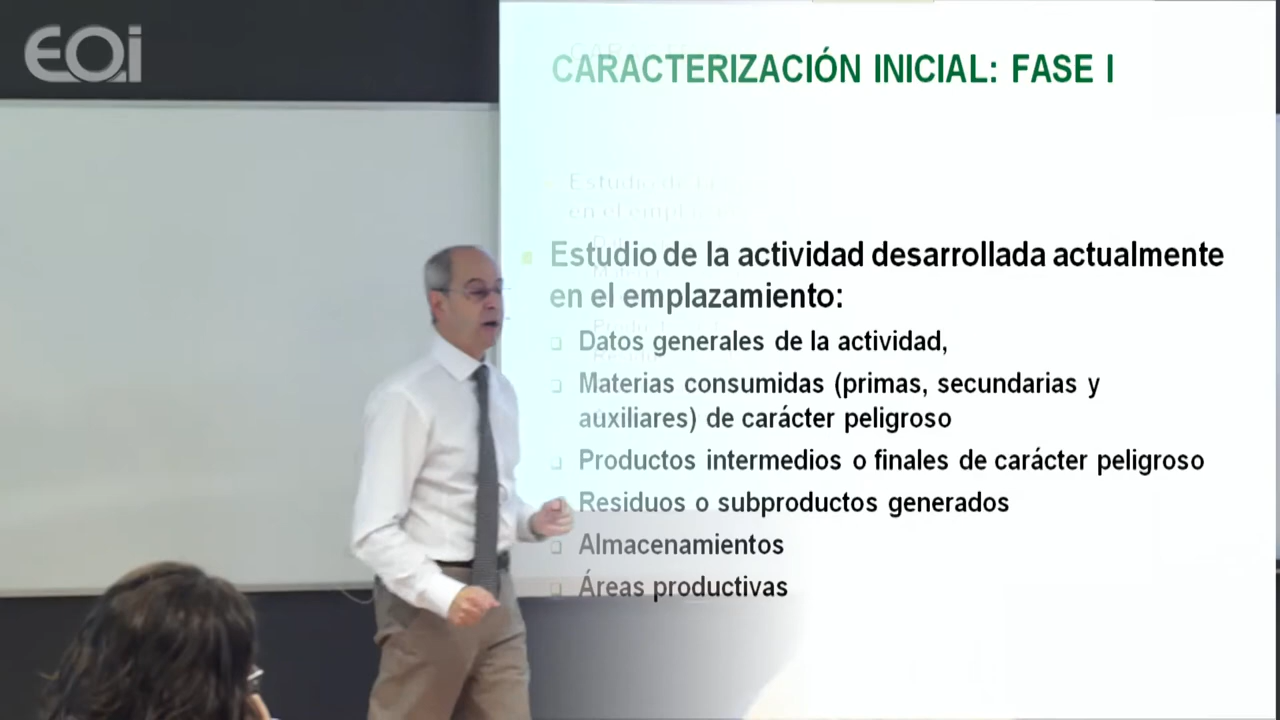 EOi
CARACTERIZACIÓN INICIAL: FASE I
Estudio de la actividad desarrollada actualmente
en el emplazamiento:
Datos generales de la actividad,
Materias consumidas (primas, secundarias y
auxiliares) de carácter peligroso
Productos intermedios o finales de carácter peligroso
Residuos o subproductos generados
Almacenamientos
Áreas productivas